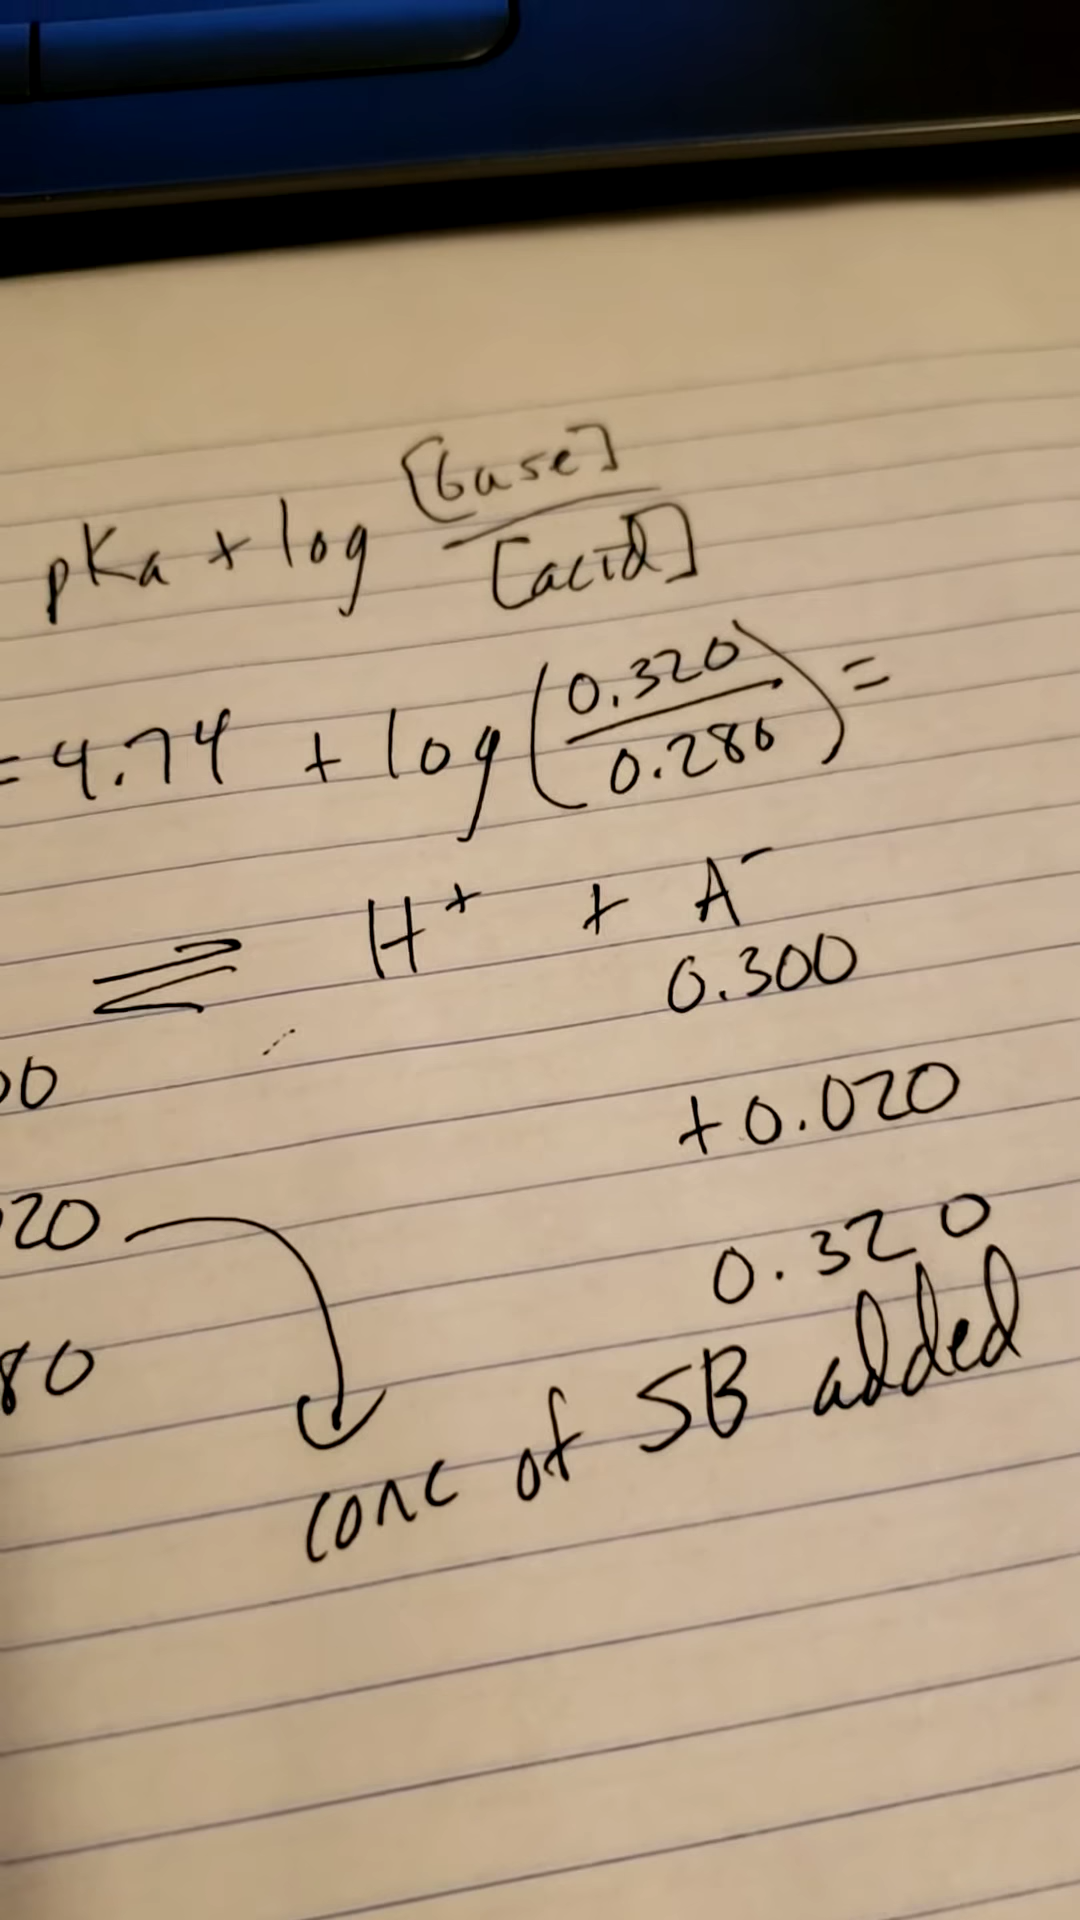 pKa + log [base]/[acid]
= 4.74 + log(0.320/0.280) =
⇌ H⁺ + A⁻
0.300
00
+0.020
20
0.320
80
conc of SB added